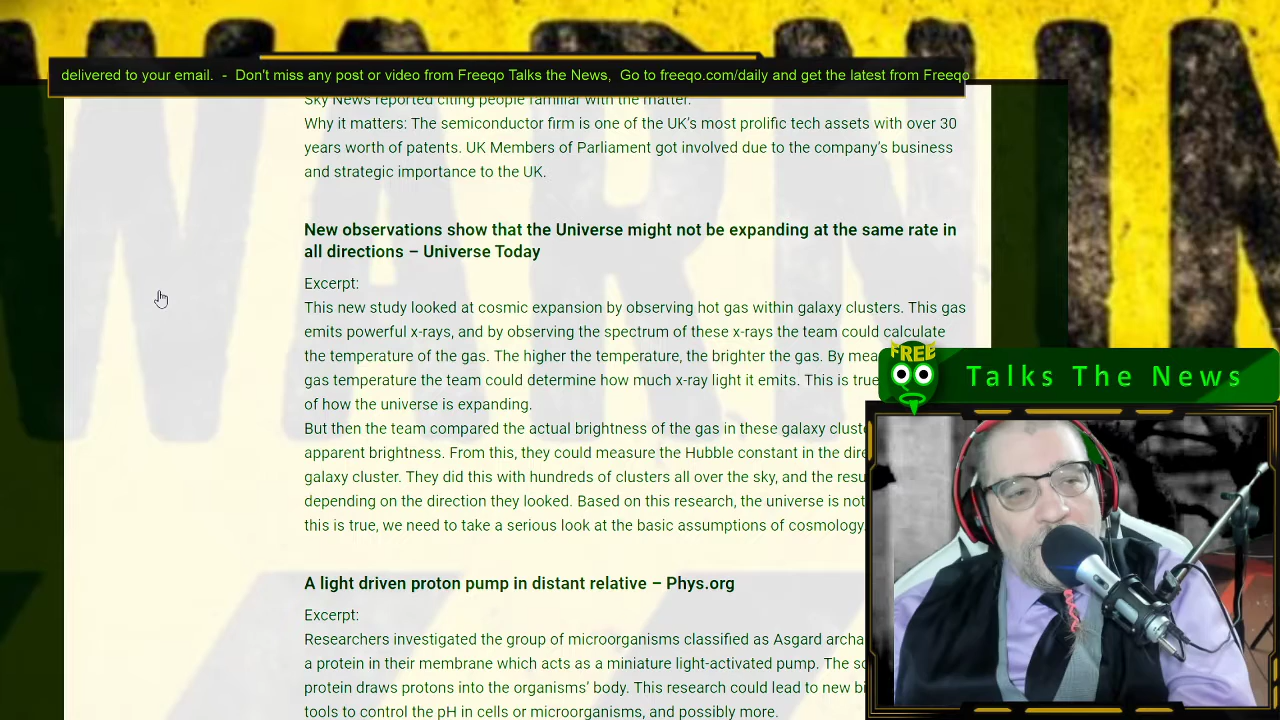 delivered to your email.  -  Don't miss any post or video from Freeqo Talks the News,  Go to freeqo.com/daily and get the latest from Freeqo
Sky News reported citing people familiar with the matter.
Why it matters: The semiconductor firm is one of the UK's most prolific tech assets with over 30
years worth of patents. UK Members of Parliament got involved due to the company's business
and strategic importance to the UK.
New observations show that the Universe might not be expanding at the same rate in
all directions – Universe Today
Excerpt:
This new study looked at cosmic expansion by observing hot gas within galaxy clusters. This gas
emits powerful x-rays, and by observing the spectrum of these x-rays the team could calculate
the temperature of the gas. The higher the temperature, the brighter the gas. By
gas temperature the team could determine how much x-ray light it emits. This is true
of how the universe is expanding.
But then the team compared the actual brightness of the gas in these galaxy
apparent brightness. From this, they could measure the Hubble constant in the
galaxy cluster. They did this with hundreds of clusters all over the sky, and the
depending on the direction they looked. Based on this research, the universe is not
this is true, we need to take a serious look at the basic assumptions of cosmology
A light driven proton pump in distant relative – Phys.org
Excerpt:
Researchers investigated the group of microorganisms classified as Asgard
a protein in their membrane which acts as a miniature light-activated pump. The
protein draws protons into the organisms' body. This research could lead to new
to control the pH in cells or microorganisms, and possibly more.
FREE
Talks The News
WARNIN